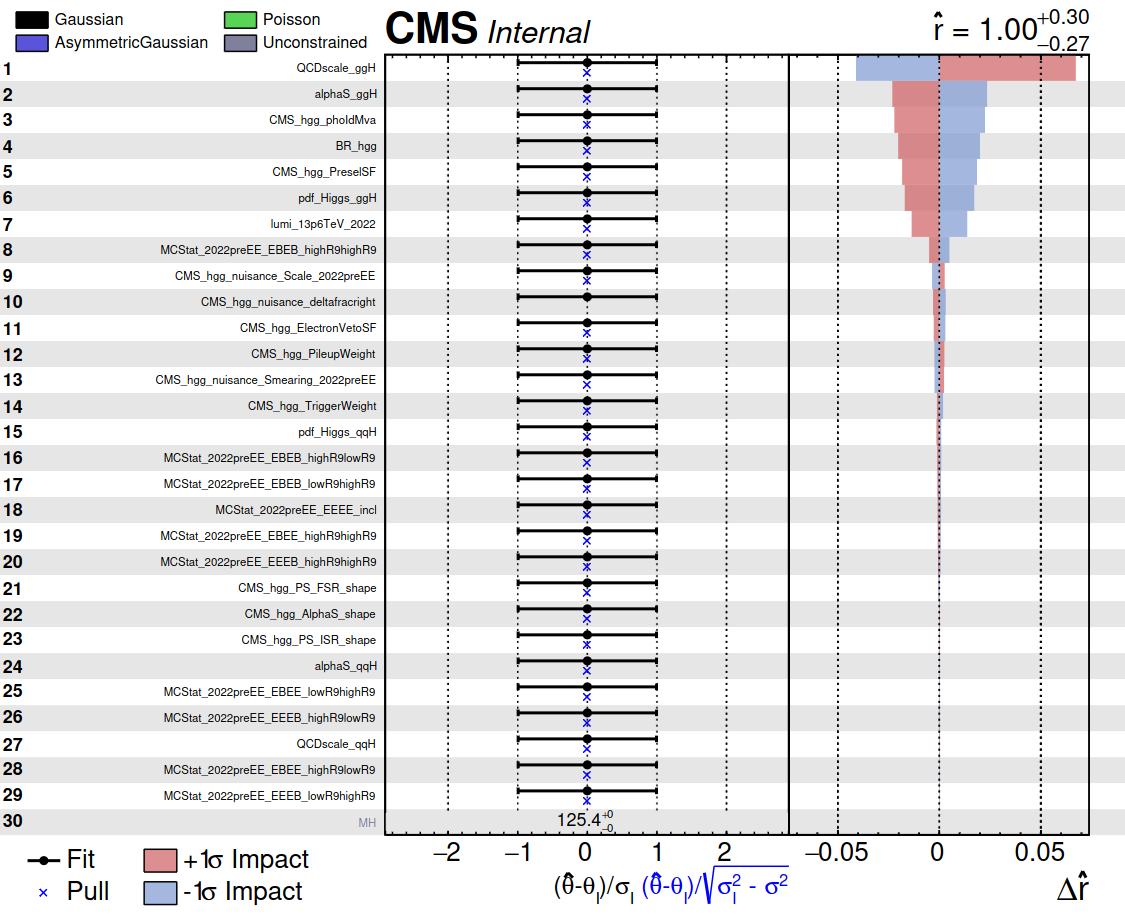 Gaussian Poisson
AsymmetricGaussian Unconstrained
CMS Internal
r̂ = 1.00 +0.30 −0.27
1 QCDscale_ggH
2 alphaS_ggH
3 CMS_hgg_phoIdMva
4 BR_hgg
5 CMS_hgg_PreselSF
6 pdf_Higgs_ggH
7 lumi_13p6TeV_2022
8 MCStat_2022preEE_EBEB_highR9highR9
9 CMS_hgg_nuisance_Scale_2022preEE
10 CMS_hgg_nuisance_deltafracright
11 CMS_hgg_ElectronVetoSF
12 CMS_hgg_PileupWeight
13 CMS_hgg_nuisance_Smearing_2022preEE
14 CMS_hgg_TriggerWeight
15 pdf_Higgs_qqH
16 MCStat_2022preEE_EBEB_highR9lowR9
17 MCStat_2022preEE_EBEB_lowR9highR9
18 MCStat_2022preEE_EEEE_incl
19 MCStat_2022preEE_EBEE_highR9highR9
20 MCStat_2022preEE_EEEB_highR9highR9
21 CMS_hgg_PS_FSR_shape
22 CMS_hgg_AlphaS_shape
23 CMS_hgg_PS_ISR_shape
24 alphaS_qqH
25 MCStat_2022preEE_EBEE_lowR9highR9
26 MCStat_2022preEE_EEEB_highR9lowR9
27 QCDscale_qqH
28 MCStat_2022preEE_EBEE_highR9lowR9
29 MCStat_2022preEE_EEEB_lowR9highR9
30 MH 125.4 +0 −0
−2 −1 0 1 2 −0.05 0 0.05
Fit +1σ Impact
Pull -1σ Impact
(θ̂-θ_I)/σ_I (θ̂-θ_I)/√(σ_I² - σ²) Δr̂